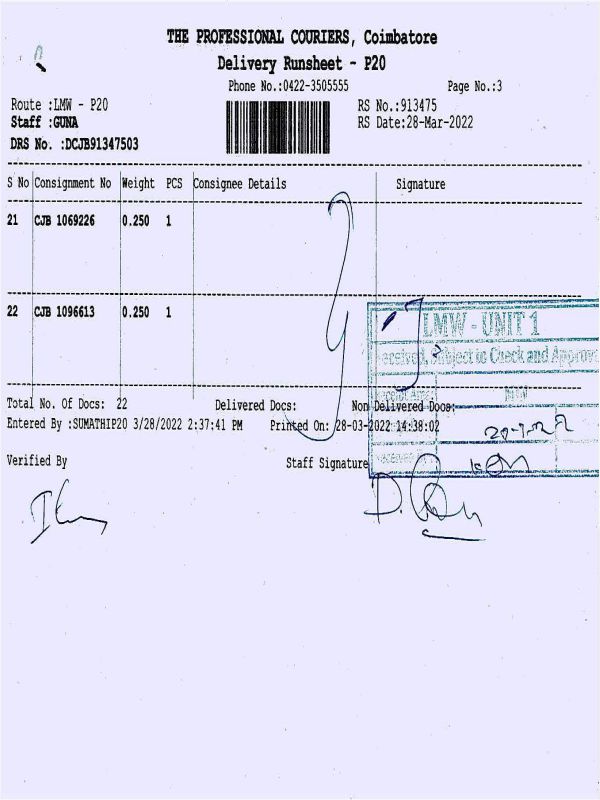 THE PROFESSIONAL COURIERS, Coimbatore
Delivery Runsheet - P20
Phone No.:0422-3505555 Page No.:3
Route :LMW - P20 RS No.:913475
Staff :GUNA RS Date:28-Mar-2022
DRS No. :DCJB91347503
S No Consignment No Weight PCS Consignee Details Signature
21 CJB 1069226 0.250 1
22 CJB 1096613 0.250 1
LMW - UNIT 1
Subject to Check and
Total No. Of Docs: 22 Delivered Docs: Non Delivered Docs:
Entered By :SUMATHIP20 3/28/2022 2:37:41 PM Printed On: 28-03-2022 14:38:02
Verified By Staff Signature